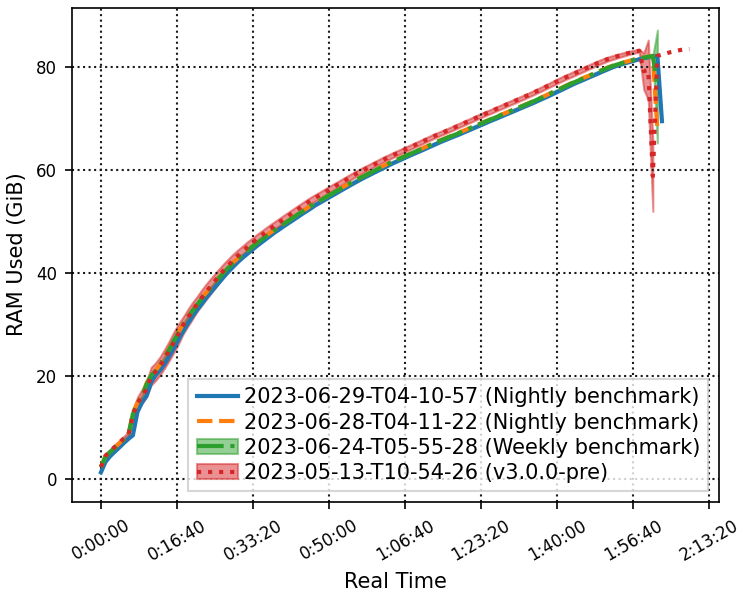 RAM Used (GiB)
80
60
40
20
0
2023-06-29-T04-10-57 (Nightly benchmark)
2023-06-28-T04-11-22 (Nightly benchmark)
2023-06-24-T05-55-28 (Weekly benchmark)
2023-05-13-T10-54-26 (v3.0.0-pre)
0:00:00 0:16:40 0:33:20 0:50:00 1:06:40 1:23:20 1:40:00 1:56:40 2:13:20
Real Time